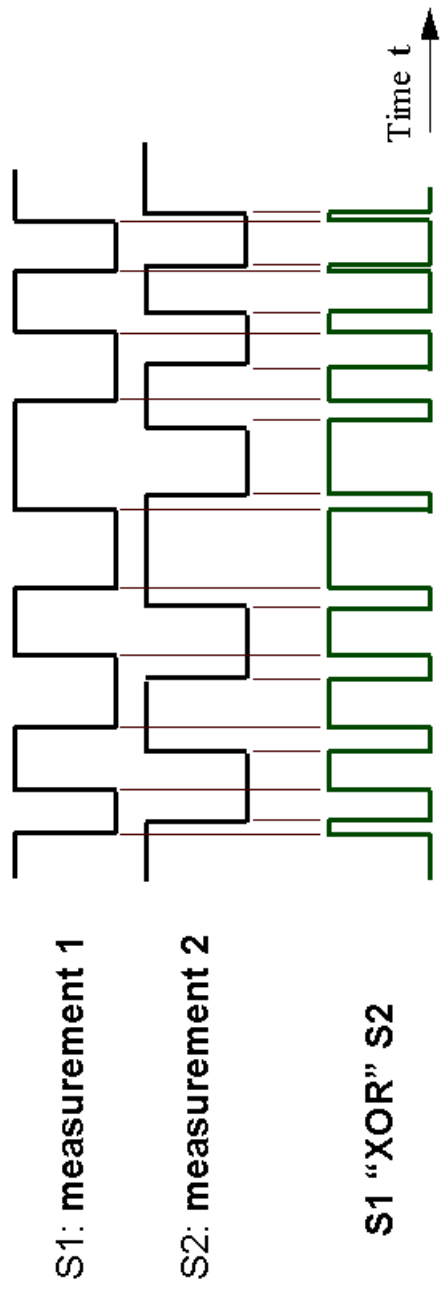 S1: measurement 1
S2: measurement 2
S1 “XOR” S2
Time t